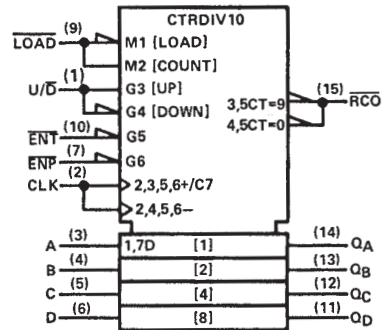 CTRDIV10
LOAD (9) M1 [LOAD]
M2 [COUNT]
U/D (1) G3 [UP]
G4 [DOWN]
3,5CT=9 (15) RCO
4,5CT=0
ENT (10) G5
ENP (7) G6
CLK (2) 2,3,5,6+/C7
2,4,5,6−
A (3) 1,7D [1] (14) QA
B (4) [2] (13) QB
C (5) [4] (12) QC
D (6) [8] (11) QD